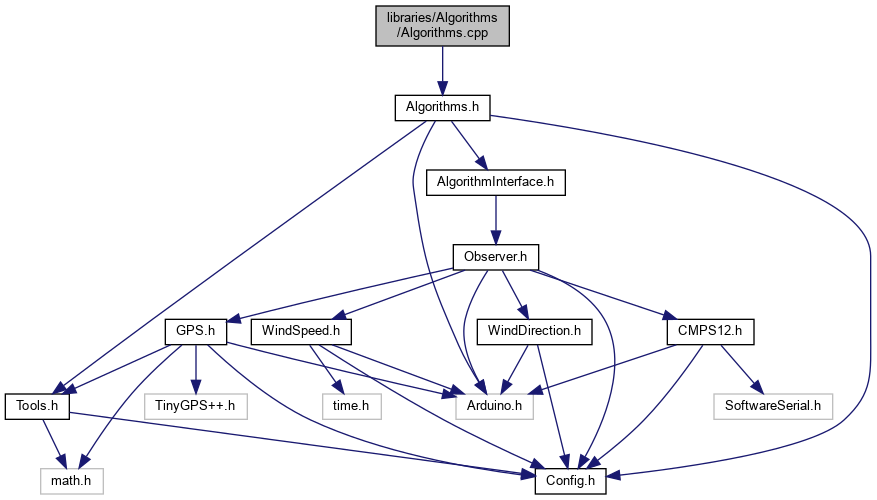 libraries/Algorithms
/Algorithms.cpp
Algorithms.h
AlgorithmInterface.h
Observer.h
GPS.h
WindSpeed.h
WindDirection.h
CMPS12.h
Tools.h
TinyGPS++.h
time.h
Arduino.h
SoftwareSerial.h
math.h
Config.h